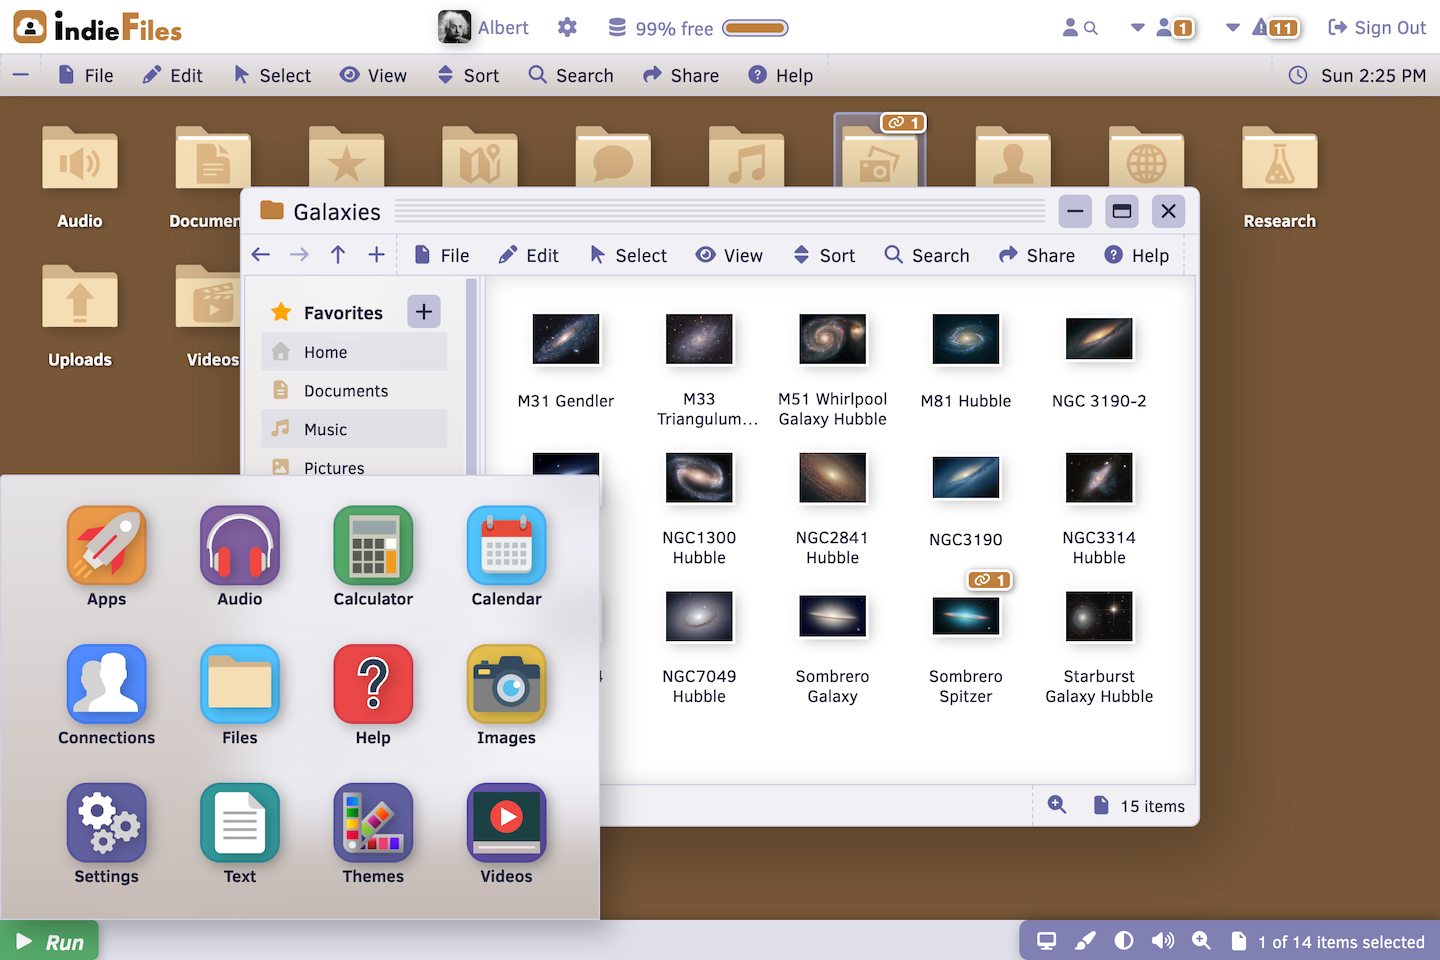 IndieFiles
Albert
99% free
1
11
Sign Out
File
Edit
Select
View
Sort
Search
Share
Help
Sun 2:25 PM
1
Audio
Research
Uploads
Videos
Galaxies
File
Edit
Select
View
Sort
Search
Share
Help
Favorites
Home
Documents
Music
Pictures
M31 Gendler
M33
Triangulum...
M51 Whirlpool
Galaxy Hubble
M81 Hubble
NGC 3190-2
NGC1300
Hubble
NGC2841
Hubble
NGC3190
NGC3314
Hubble
1
NGC7049
Hubble
Sombrero
Galaxy
Sombrero
Spitzer
Starburst
Galaxy Hubble
15 items
Apps
Audio
Calculator
Calendar
Connections
Files
Help
Images
Settings
Text
Themes
Videos
Run
1 of 14 items selected